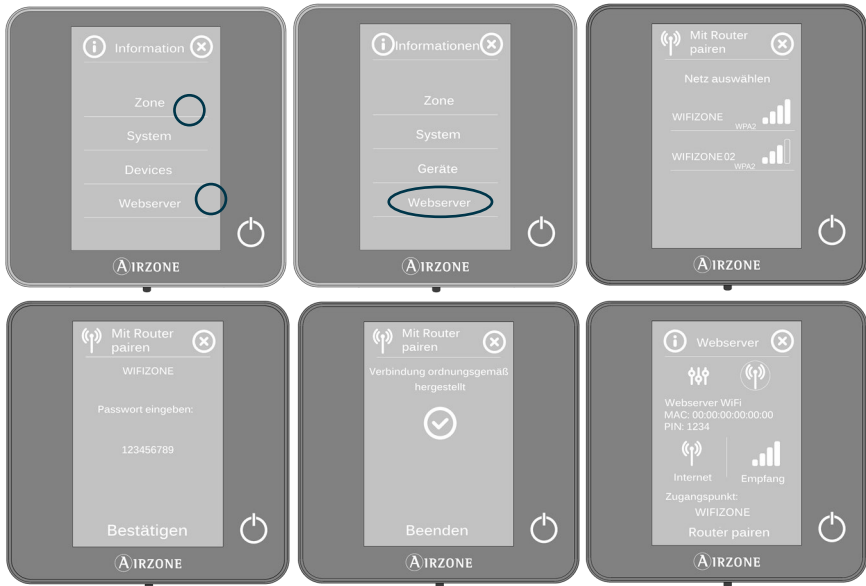 Information
Zone
System
Devices
Webserver
AIRZONE
Informationen
Zone
System
Geräte
Webserver
AIRZONE
Mit Router
pairen
Netz auswählen
WIFIZONE
WPA2
WIFIZONE 02
WPA2
AIRZONE
Mit Router
pairen
WIFIZONE
Passwort eingeben:
123456789
Bestätigen
AIRZONE
Mit Router
pairen
Verbindung ordnungsgemäß
hergestellt
Beenden
AIRZONE
Webserver
Webserver WiFi
MAC: 00:00:00:00:00:00
PIN: 1234
Internet
Empfang
Zugangspunkt:
WIFIZONE
Router pairen
AIRZONE